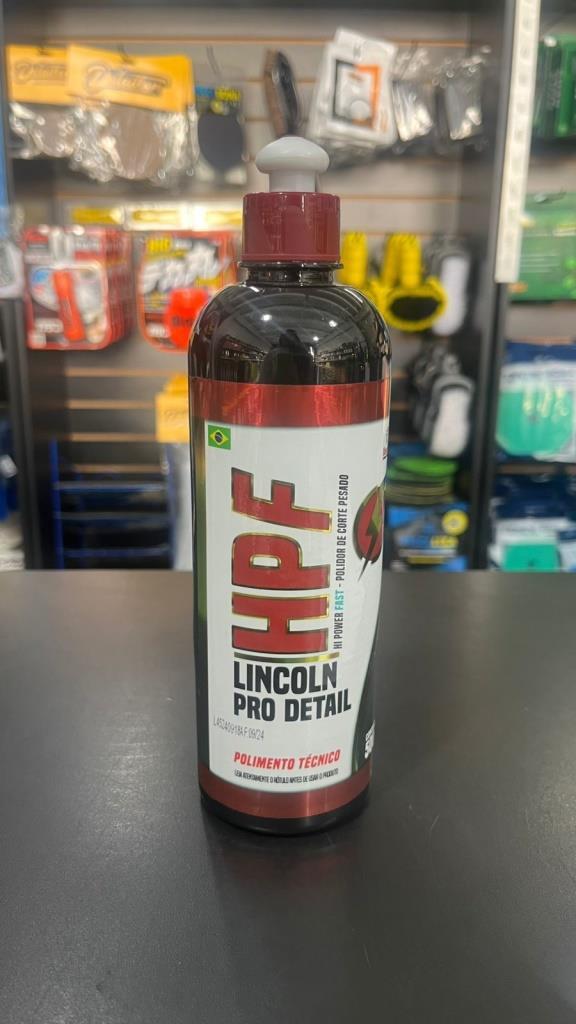 HPF
HI POWER FAST - POLIDOR DE CORTE PESADO
LINCOLN
PRO DETAIL
POLIMENTO TÉCNICO
LEIA ATENTAMENTE O RÓTULO ANTES DE USAR O PRODUTO